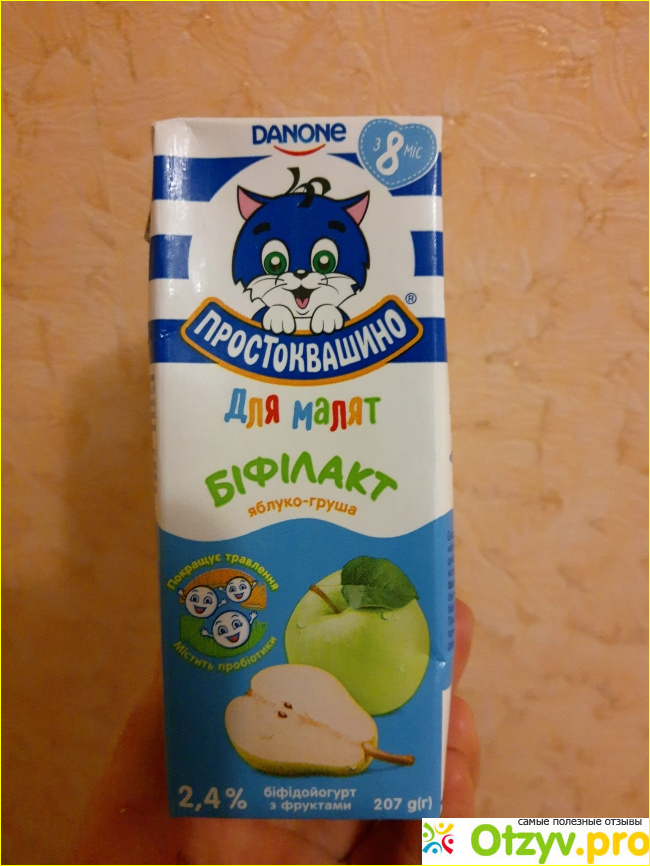 DANONE
з 8 міс
ПРОСТОКВАШИНО®
Для малят
БІФІЛАКТ
яблуко-груша
Покращує травлення
Містить пробіотики
2,4% біфідойогурт з фруктами 207 g(г)
самые полезные отзывы
Otzyv.pro